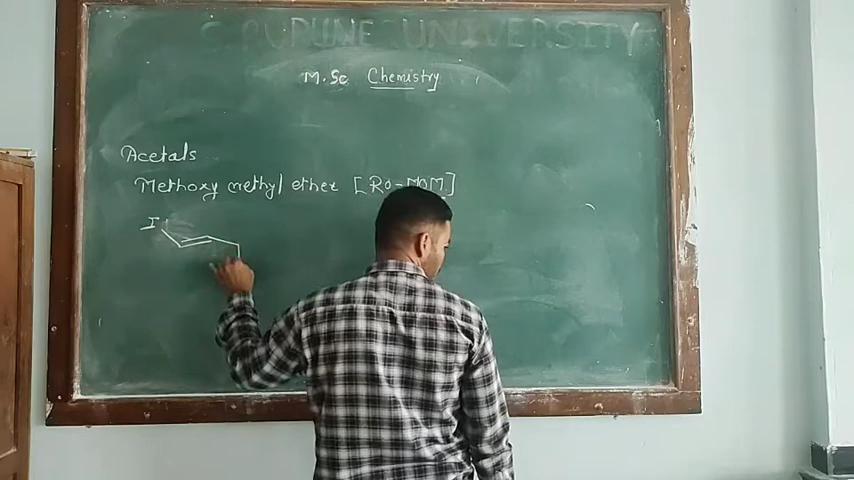 PUNE UNIVERSITY
M.Sc Chemistry
Acetals
Methoxy methyl ether [RO-MOM]
I